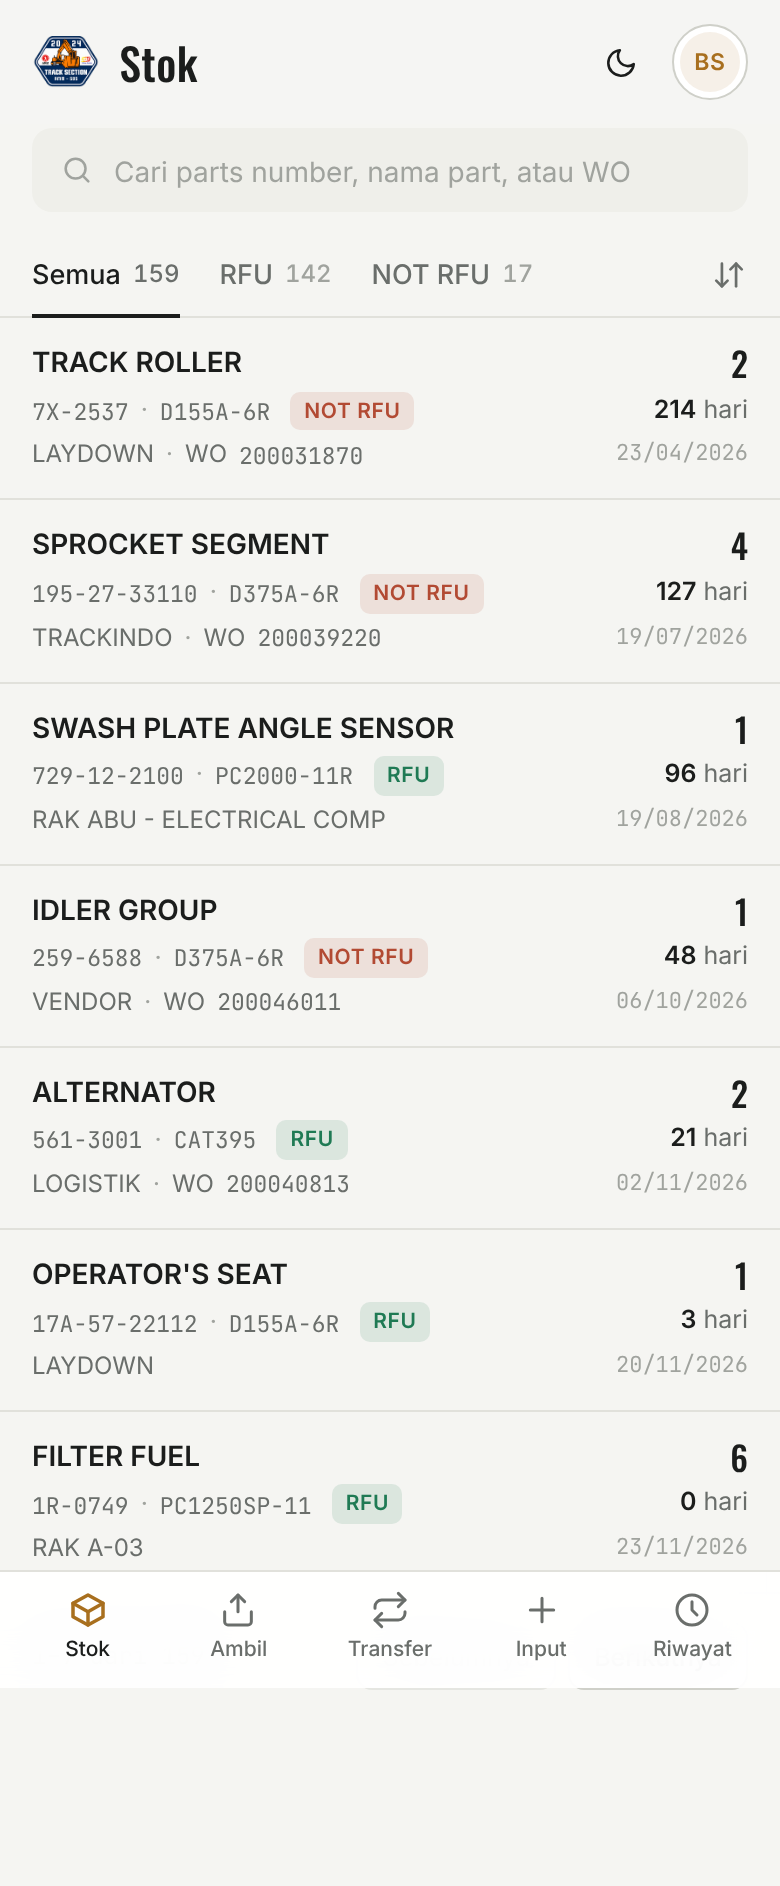 20 24
TRACK SECTION
Stok
BS
Cari parts number, nama part, atau WO
Semua 159 RFU 142 NOT RFU 17
TRACK ROLLER 2
7X-2537 · D155A-6R NOT RFU 214 hari
LAYDOWN · WO 200031870 23/04/2026
SPROCKET SEGMENT 4
195-27-33110 · D375A-6R NOT RFU 127 hari
TRACKINDO · WO 200039220 19/07/2026
SWASH PLATE ANGLE SENSOR 1
729-12-2100 · PC2000-11R RFU 96 hari
RAK ABU - ELECTRICAL COMP 19/08/2026
IDLER GROUP 1
259-6588 · D375A-6R NOT RFU 48 hari
VENDOR · WO 200046011 06/10/2026
ALTERNATOR 2
561-3001 · CAT395 RFU 21 hari
LOGISTIK · WO 200040813 02/11/2026
OPERATOR'S SEAT 1
17A-57-22112 · D155A-6R RFU 3 hari
LAYDOWN 20/11/2026
FILTER FUEL 6
1R-0749 · PC1250SP-11 RFU 0 hari
RAK A-03 23/11/2026
Stok Ambil Transfer Input Riwayat